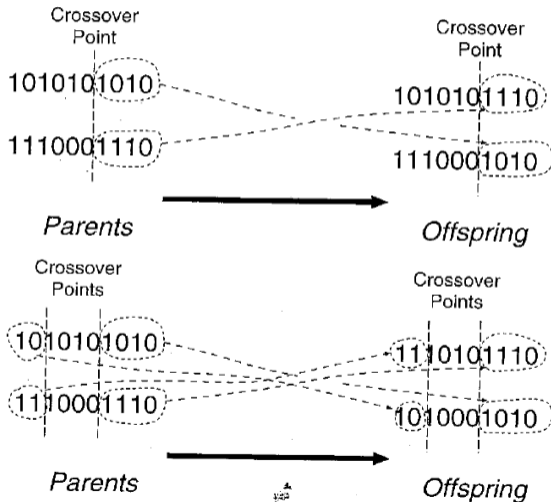 Crossover Point
Crossover Point
1010101010
1010101110
1110001110
1110001010
Parents
Offspring
Crossover Points
Crossover Points
1010101010
1110101110
1110001110
1010001010
Parents
Offspring